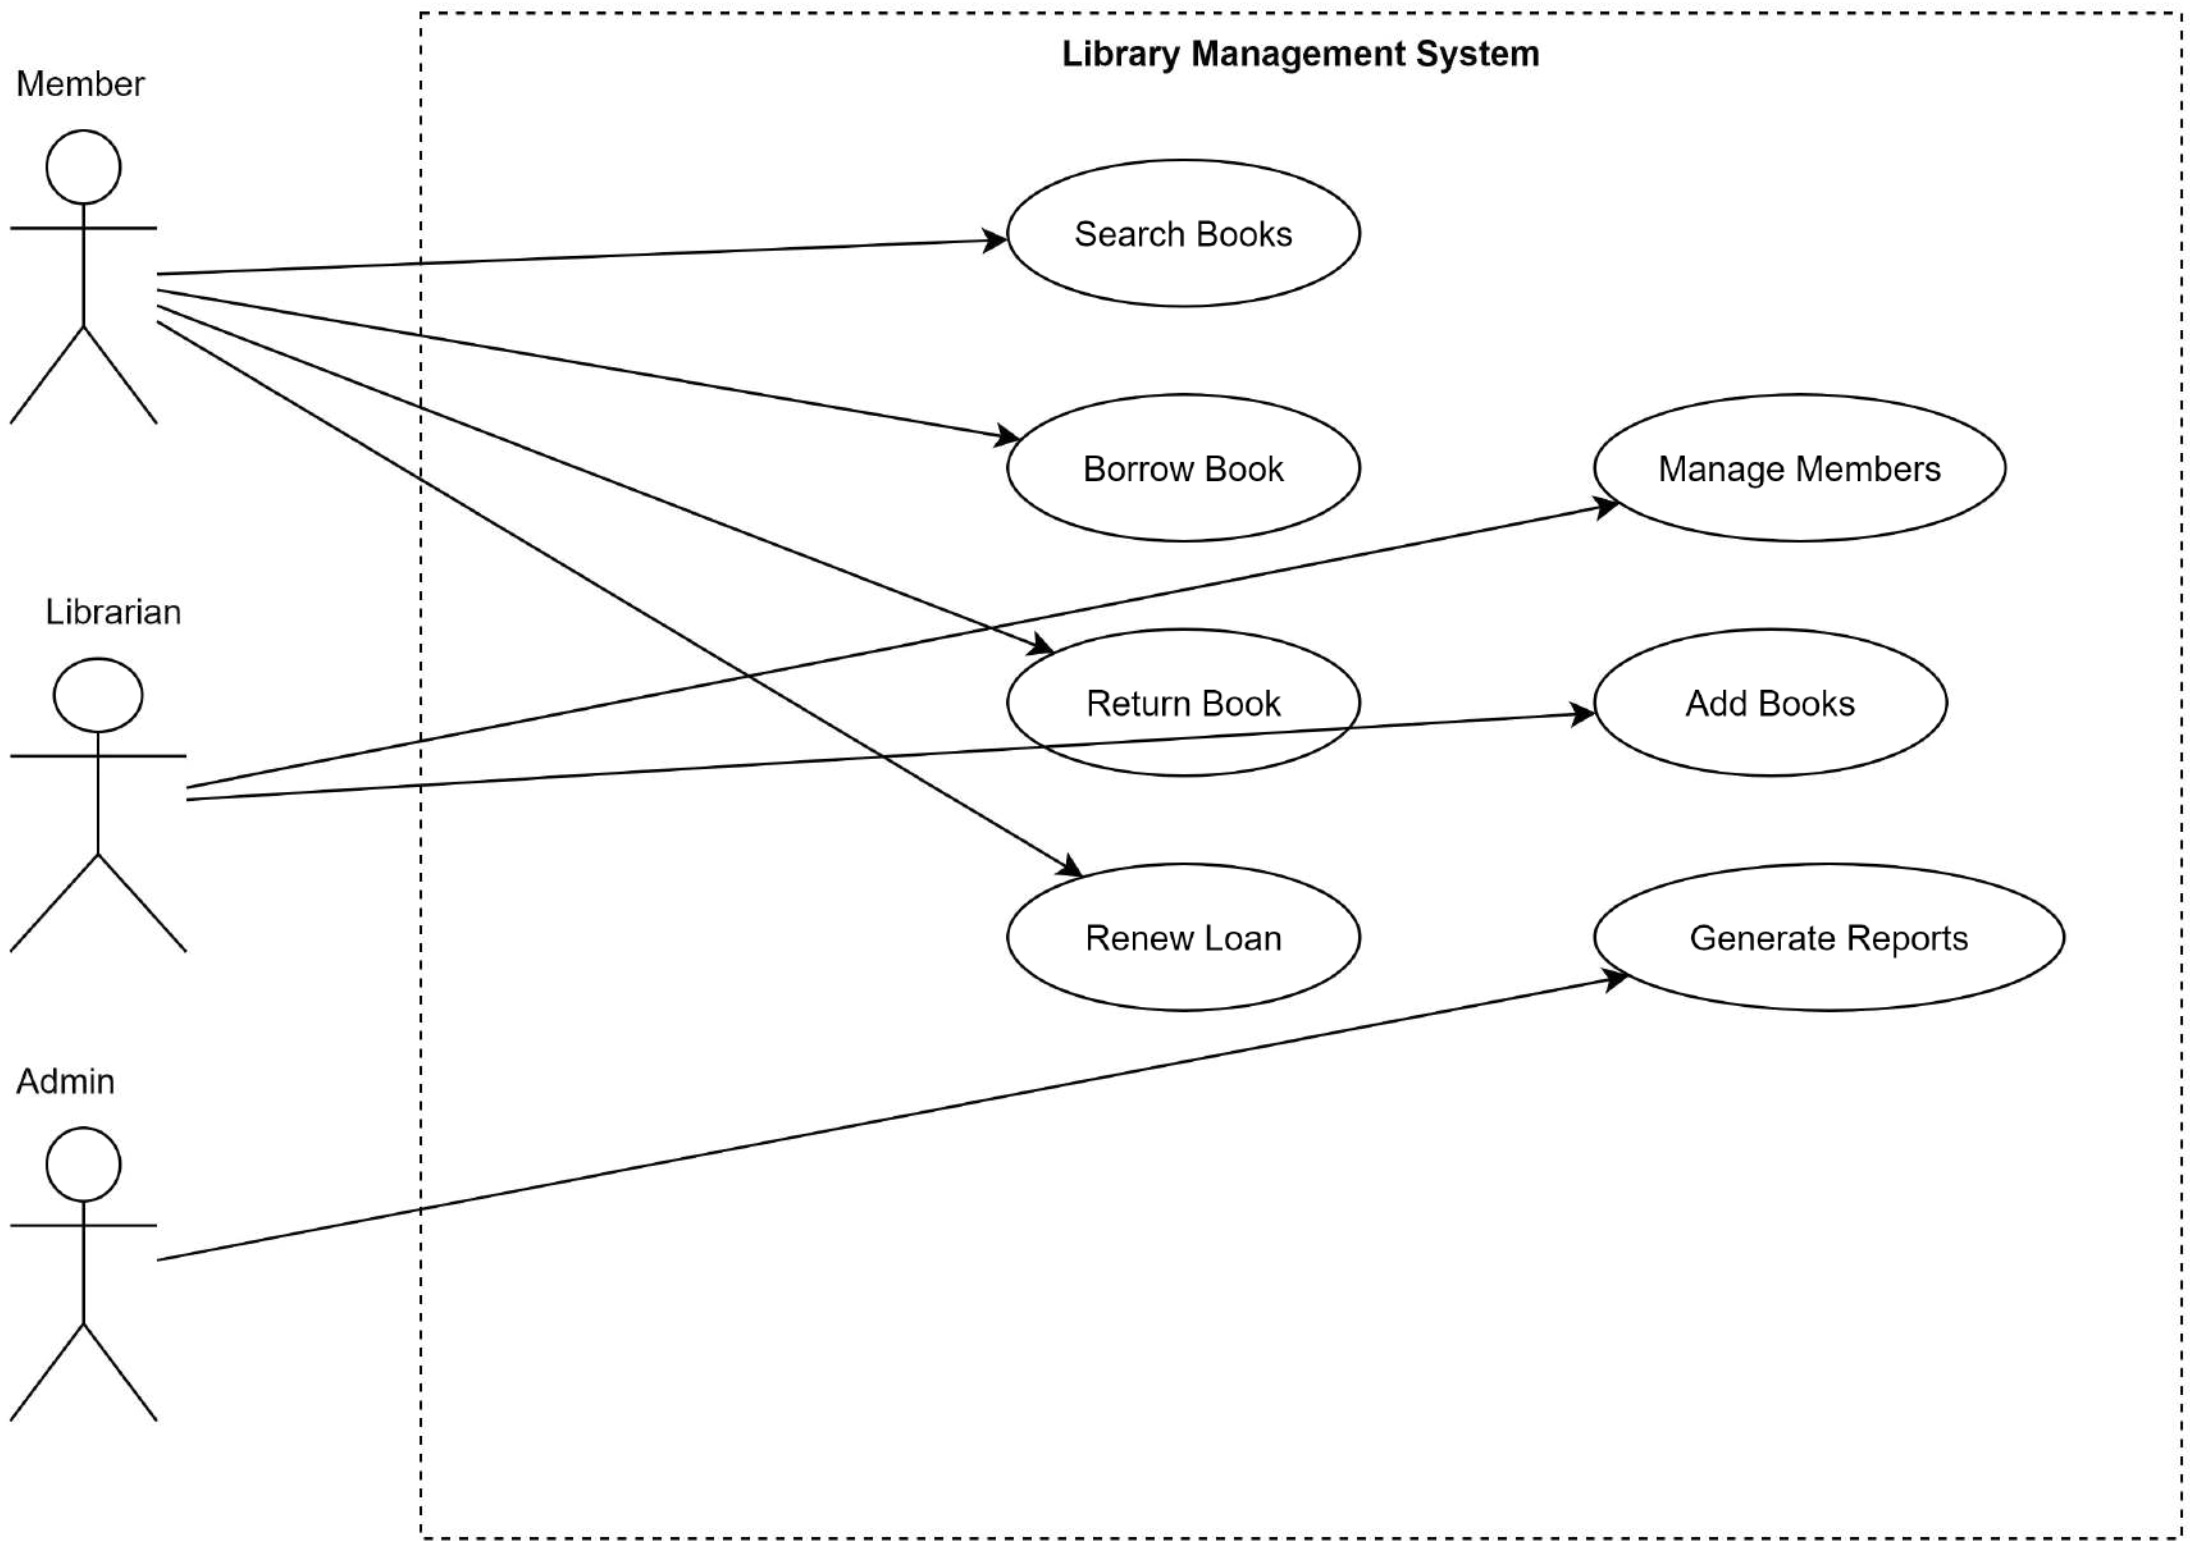 Library Management System
Member
Search Books
Borrow Book
Manage Members
Librarian
Return Book
Add Books
Renew Loan
Generate Reports
Admin